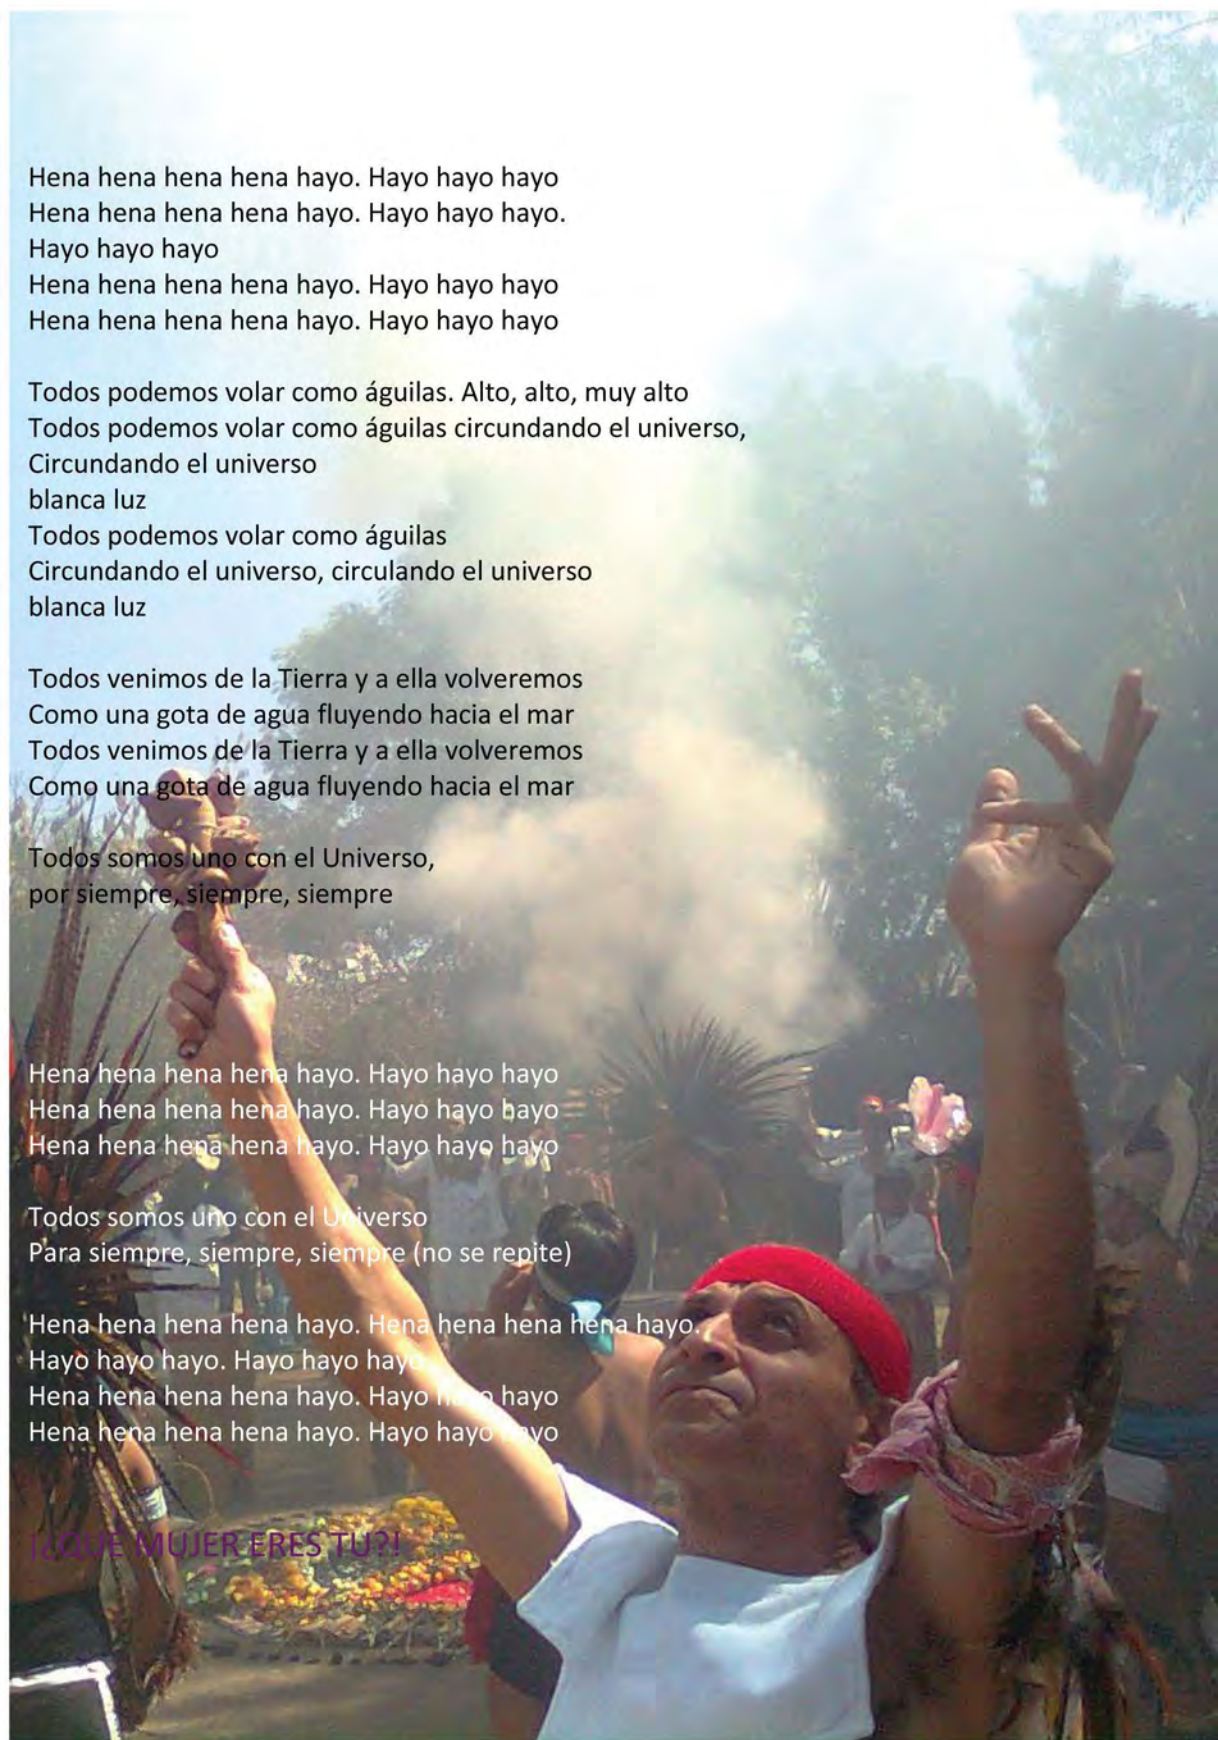 Hena hena hena hena hayo. Hayo hayo hayo
Hena hena hena hena hayo. Hayo hayo hayo.
Hayo hayo hayo
Hena hena hena hena hayo. Hayo hayo hayo
Hena hena hena hena hayo. Hayo hayo hayo
Todos podemos volar como águilas. Alto, alto, muy alto
Todos podemos volar como águilas circundando el universo,
Circundando el universo
blanca luz
Todos podemos volar como águilas
Circundando el universo, circulando el universo
blanca luz
Todos venimos de la Tierra y a ella volveremos
Como una gota de agua fluyendo hacia el mar
Todos venimos de la Tierra y a ella volveremos
Como una gota de agua fluyendo hacia el mar
Todos somos uno con el Universo,
por siempre, siempre, siempre
Hena hena hena hena hayo. Hayo hayo hayo
Hena hena hena hena hayo. Hayo hayo hayo
Hena hena hena hena hayo. Hayo hayo hayo
Todos somos uno con el Universo
Para siempre, siempre, siempre (no se repite)
Hena hena hena hena hayo. Hena hena hena hena hayo.
Hayo hayo hayo. Hayo hayo hayo.
Hena hena hena hena hayo. Hayo hayo hayo
Hena hena hena hena hayo. Hayo hayo hayo
¡¿QUE MUJER ERES TU?!